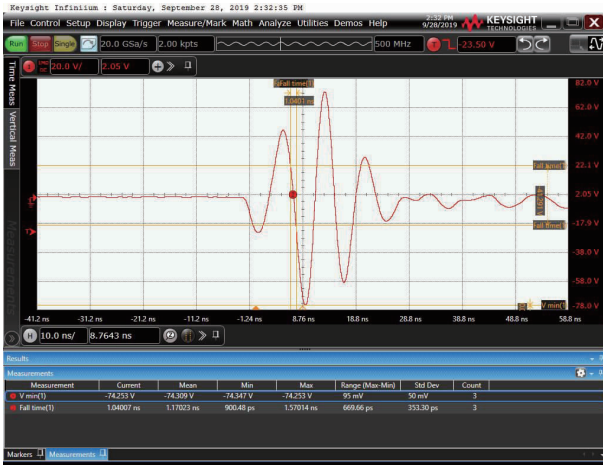 Keysight Infiniium : Saturday, September 28, 2019 2:32:35 PM
File Control Setup Display Trigger Measure/Mark Math Analyze Utilities Demos Help 2:32 PM 9/28/2019 KEYSIGHT TECHNOLOGIES
Run Stop Single 20.0 GSa/s 2.00 kpts 500 MHz T -23.50 V
20.0 V/ 2.05 V
Time Meas
Vertical Meas
Measurements
Fall time(1)
1.0401 ns
82.0 V
62.0 V
42.0 V
22.1 V
2.05 V
-17.9 V
-38.0 V
-58.0 V
-78.0 V
Fall time(1)
Fall time(1)
V min(1)
T
-41.2 ns -31.2 ns -21.2 ns -11.2 ns -1.24 ns 8.76 ns 18.8 ns 28.8 ns 38.8 ns 48.8 ns 58.8 ns
H 10.0 ns/ 8.7643 ns
Results
Measurements
Measurement Current Mean Min Max Range (Max-Min) Std Dev Count
V min(1) -74.253 V -74.309 V -74.347 V -74.253 V 95 mV 50 mV 3
Fall time(1) 1.04007 ns 1.17023 ns 900.48 ps 1.57014 ns 669.66 ps 353.30 ps 3
Markers Measurements